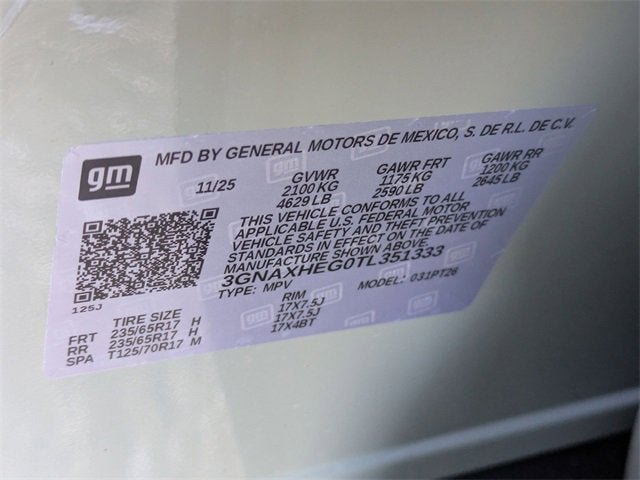 gm
MFD BY GENERAL MOTORS DE MEXICO, S. DE R.L. DE C.V.
11/25 GVWR GAWR FRT GAWR RR
2100 KG 1175 KG 1200 KG
4629 LB 2590 LB 2645 LB
THIS VEHICLE CONFORMS TO ALL
APPLICABLE U.S. FEDERAL MOTOR
VEHICLE SAFETY AND THEFT PREVENTION
STANDARDS IN EFFECT ON THE DATE OF
MANUFACTURE SHOWN ABOVE.
3GNAXHEG0TL351333
TYPE: MPV MODEL: 031PT26
125J
TIRE SIZE RIM
FRT 235/65R17 H 17X7.5J
RR 235/65R17 H 17X7.5J
SPA T125/70R17 M 17X4BT